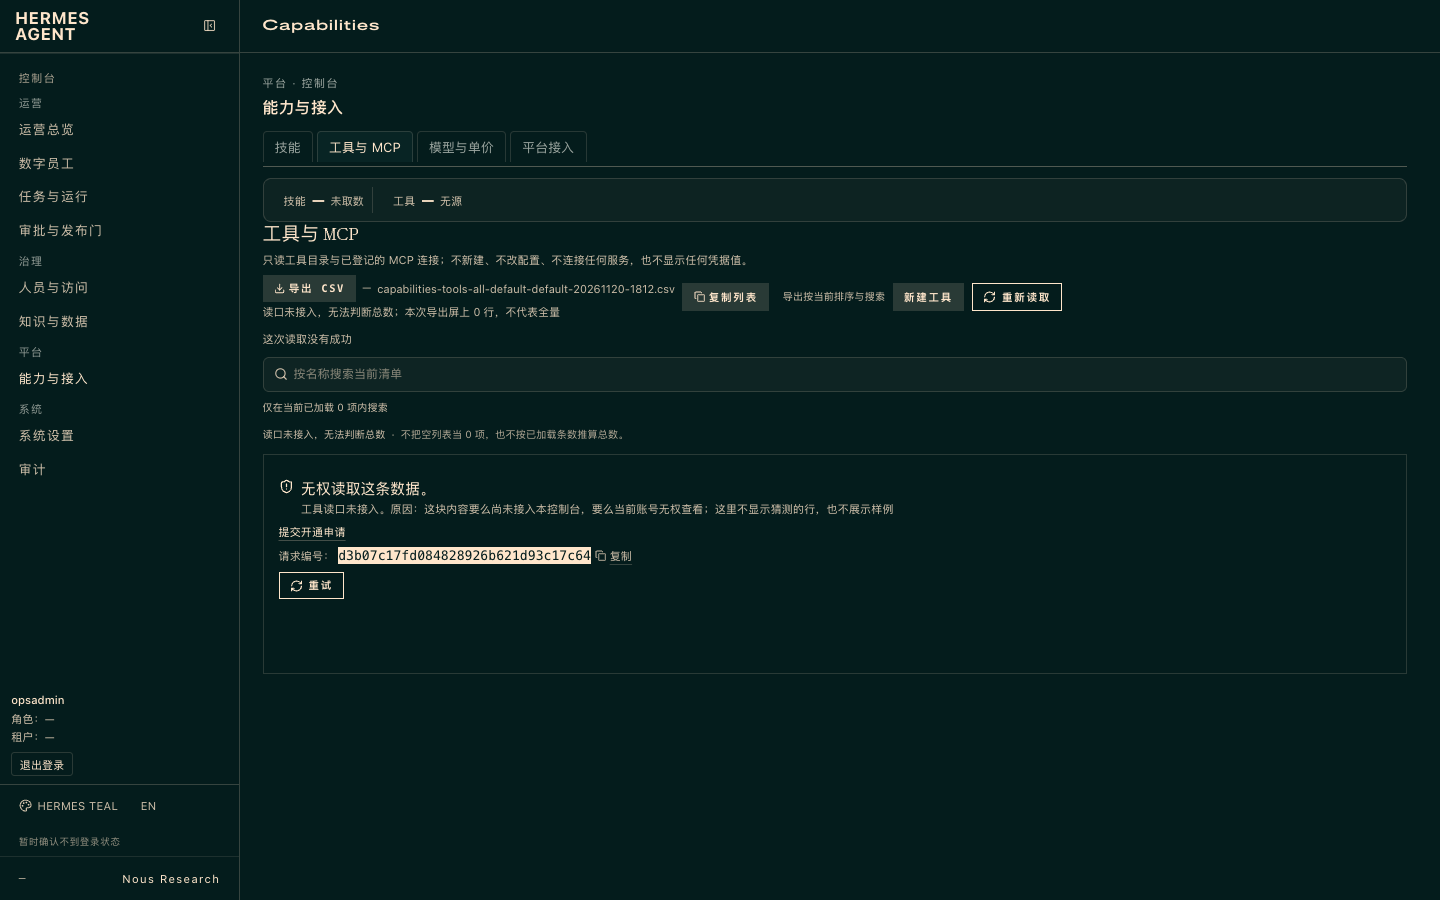 HERMES
AGENT
Capabilities
控制台
运营
运营总览
数字员工
任务与运行
审批与发布门
治理
人员与访问
知识与数据
平台
能力与接入
系统
系统设置
审计
opsadmin
角色: —
租户: —
退出登录
HERMES TEAL EN
暂时确认不到登录状态
— Nous Research
平台 · 控制台
能力与接入
技能 工具与 MCP 模型与单价 平台接入
技能 — 未取数 工具 — 无源
工具与 MCP
只读工具目录与已登记的 MCP 连接；不新建、不改配置、不连接任何服务，也不显示任何凭据值。
导出 CSV — capabilities-tools-all-default-default-20261120-1812.csv 复制列表 导出按当前排序与搜索 新建工具 重新读取
读口未接入，无法判断总数；本次导出屏上 0 行，不代表全量
这次读取没有成功
按名称搜索当前清单
仅在当前已加载 0 项内搜索
读口未接入，无法判断总数 · 不把空列表当 0 项，也不按已加载条数推算总数。
无权读取这条数据。
工具读口未接入。原因：这块内容要么尚未接入本控制台，要么当前账号无权查看；这里不显示猜测的行，也不展示样例
提交开通申请
请求编号： d3b07c17fd084828926b621d93c17c64 复制
重试